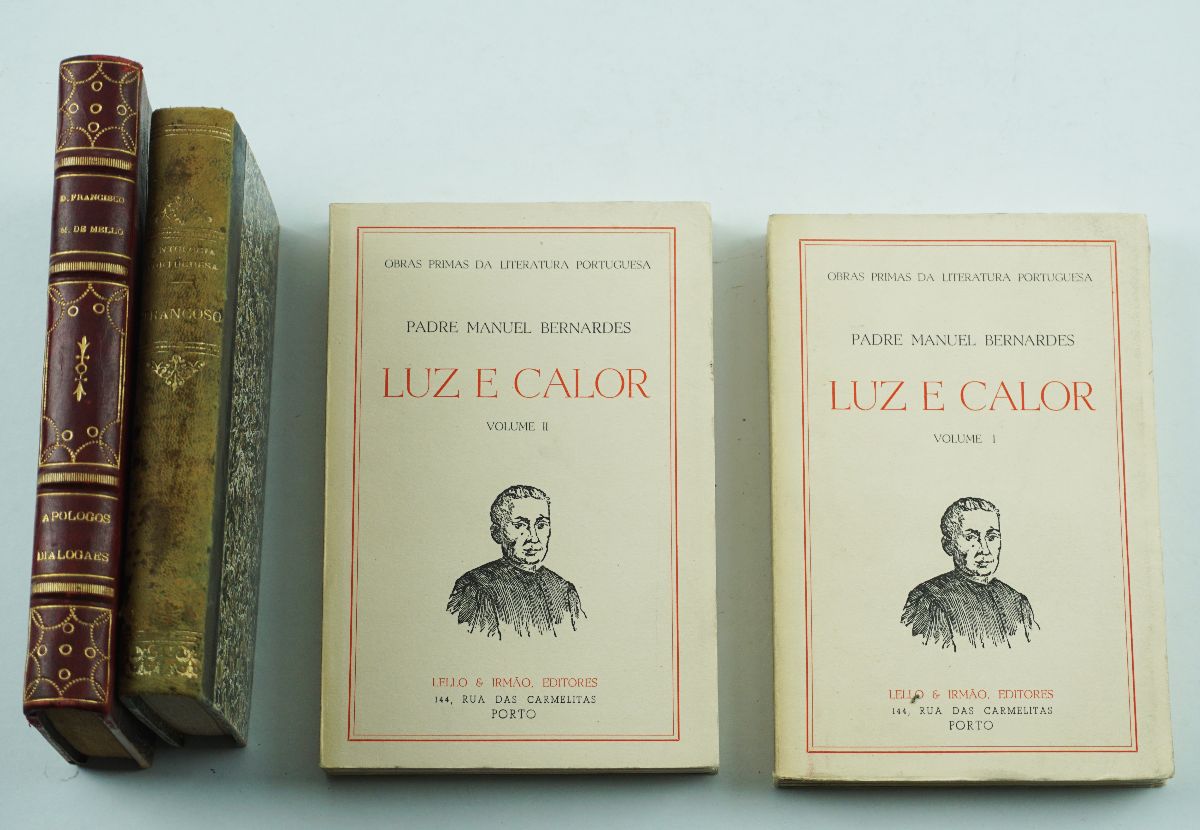 D. FRANCISCO
M. DE MELLO
APOLOGOS
DIALOGAES
ANTOLOGIA
PORTUGUESA
TRANCOSO
OBRAS PRIMAS DA LITERATURA PORTUGUESA
PADRE MANUEL BERNARDES
LUZ E CALOR
VOLUME II
LELLO & IRMÃO, EDITORES
144, RUA DAS CARMELITAS
PORTO
OBRAS PRIMAS DA LITERATURA PORTUGUESA
PADRE MANUEL BERNARDES
LUZ E CALOR
VOLUME I
LELLO & IRMÃO, EDITORES
144, RUA DAS CARMELITAS
PORTO